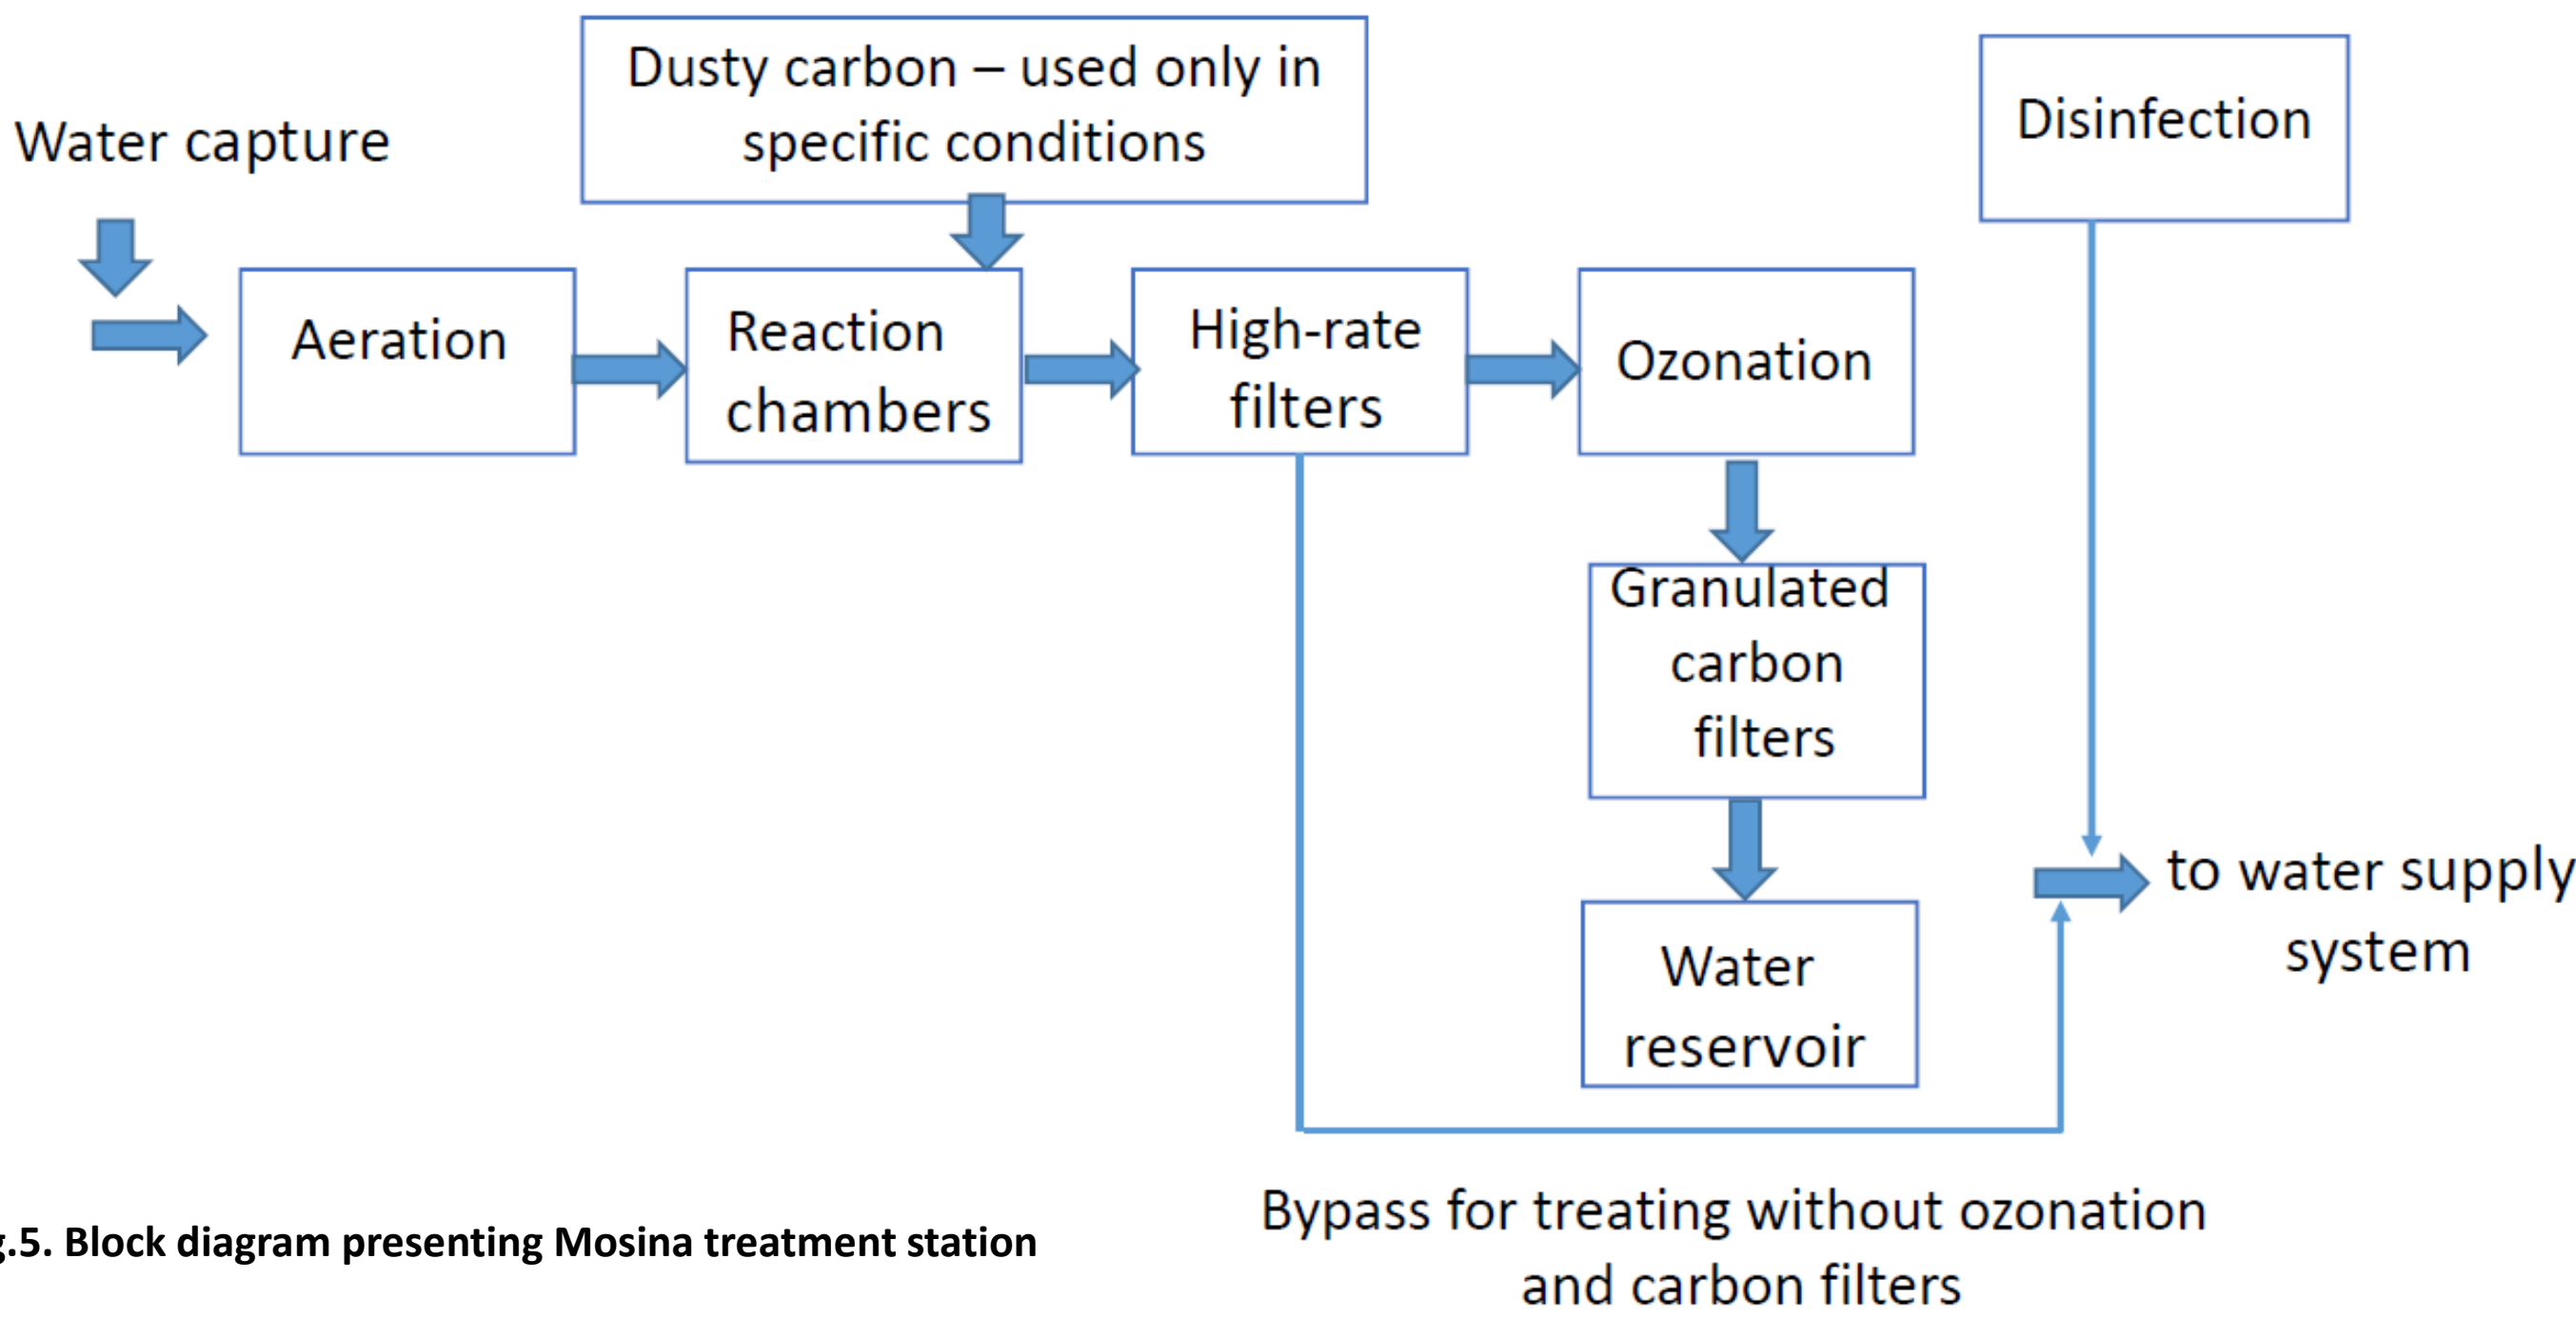 Dusty carbon – used only in
specific conditions
Disinfection
Water capture
Aeration
Reaction
chambers
High-rate
filters
Ozonation
Granulated
carbon
filters
to water supply
system
Water
reservoir
Bypass for treating without ozonation
and carbon filters
g.5. Block diagram presenting Mosina treatment station